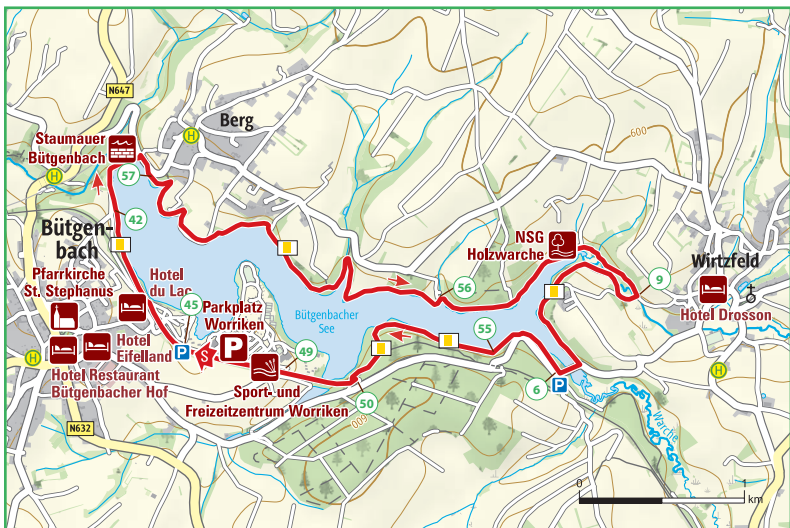 N647
H
Berg
Staumauer
Bütgenbach
H
57
42
600
Bütgen-
bach
NSG
Holzwarche
Pfarrkirche
St. Stephanus
Hotel
du Lac
9
Wirtzfeld
45
Parkplatz
Worriken
56
Bütgenbacher
See
55
Hotel Drosson
P
S
P
49
Hotel
Eifelland
H
H
Sport- und
Freizeitzentrum Worriken
Hotel Restaurant
Bütgenbacher Hof
6
P
50
600
Warche
N632
0
1
km